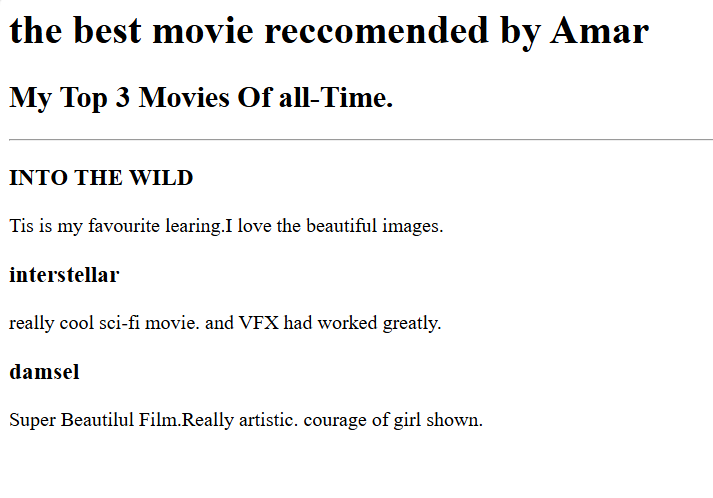 the best movie reccomended by Amar
My Top 3 Movies Of all-Time.
INTO THE WILD
Tis is my favourite learing.I love the beautiful images.
interstellar
really cool sci-fi movie. and VFX had worked greatly.
damsel
Super Beautilul Film.Really artistic. courage of girl shown.